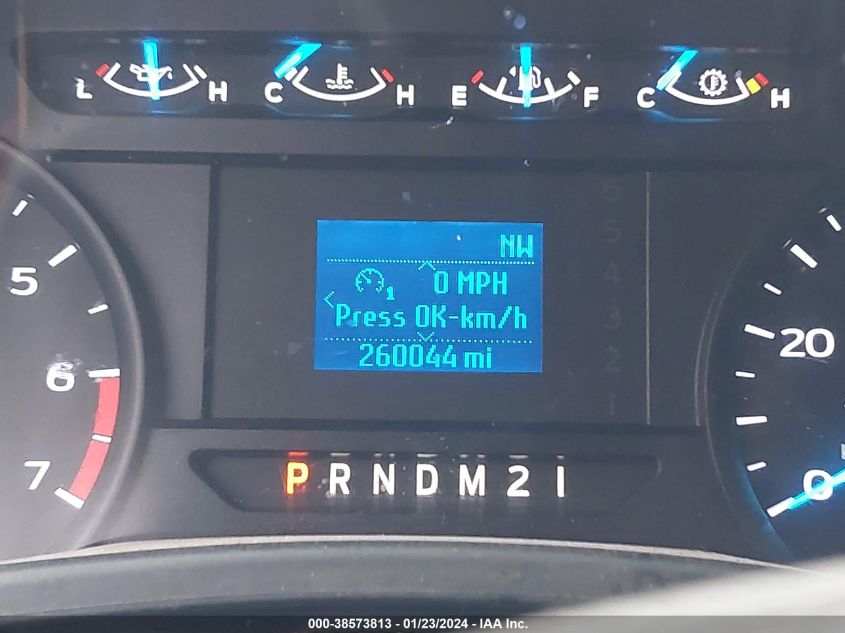 L H C H E F C H
NW
0 MPH
1
Press OK-km/h
260044 mi
5
6
7
20
0
P R N D M 2 1
000-38573813 - 01/23/2024 - IAA Inc.